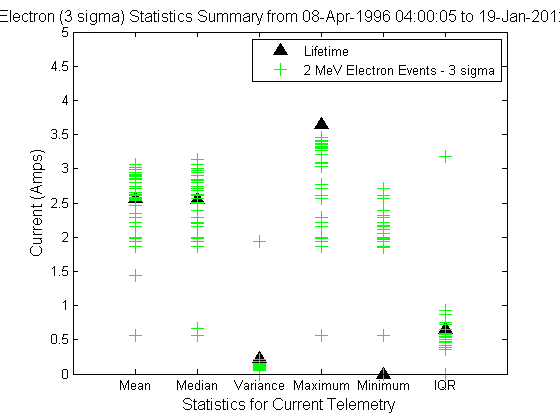 Electron (3 sigma) Statistics Summary from 08-Apr-1996 04:00:05 to 19-Jan-201
Lifetime
2 MeV Electron Events - 3 sigma
Current (Amps)
5
4.5
4
3.5
3
2.5
2
1.5
1
0.5
0
Mean Median Variance Maximum Minimum IQR
Statistics for Current Telemetry